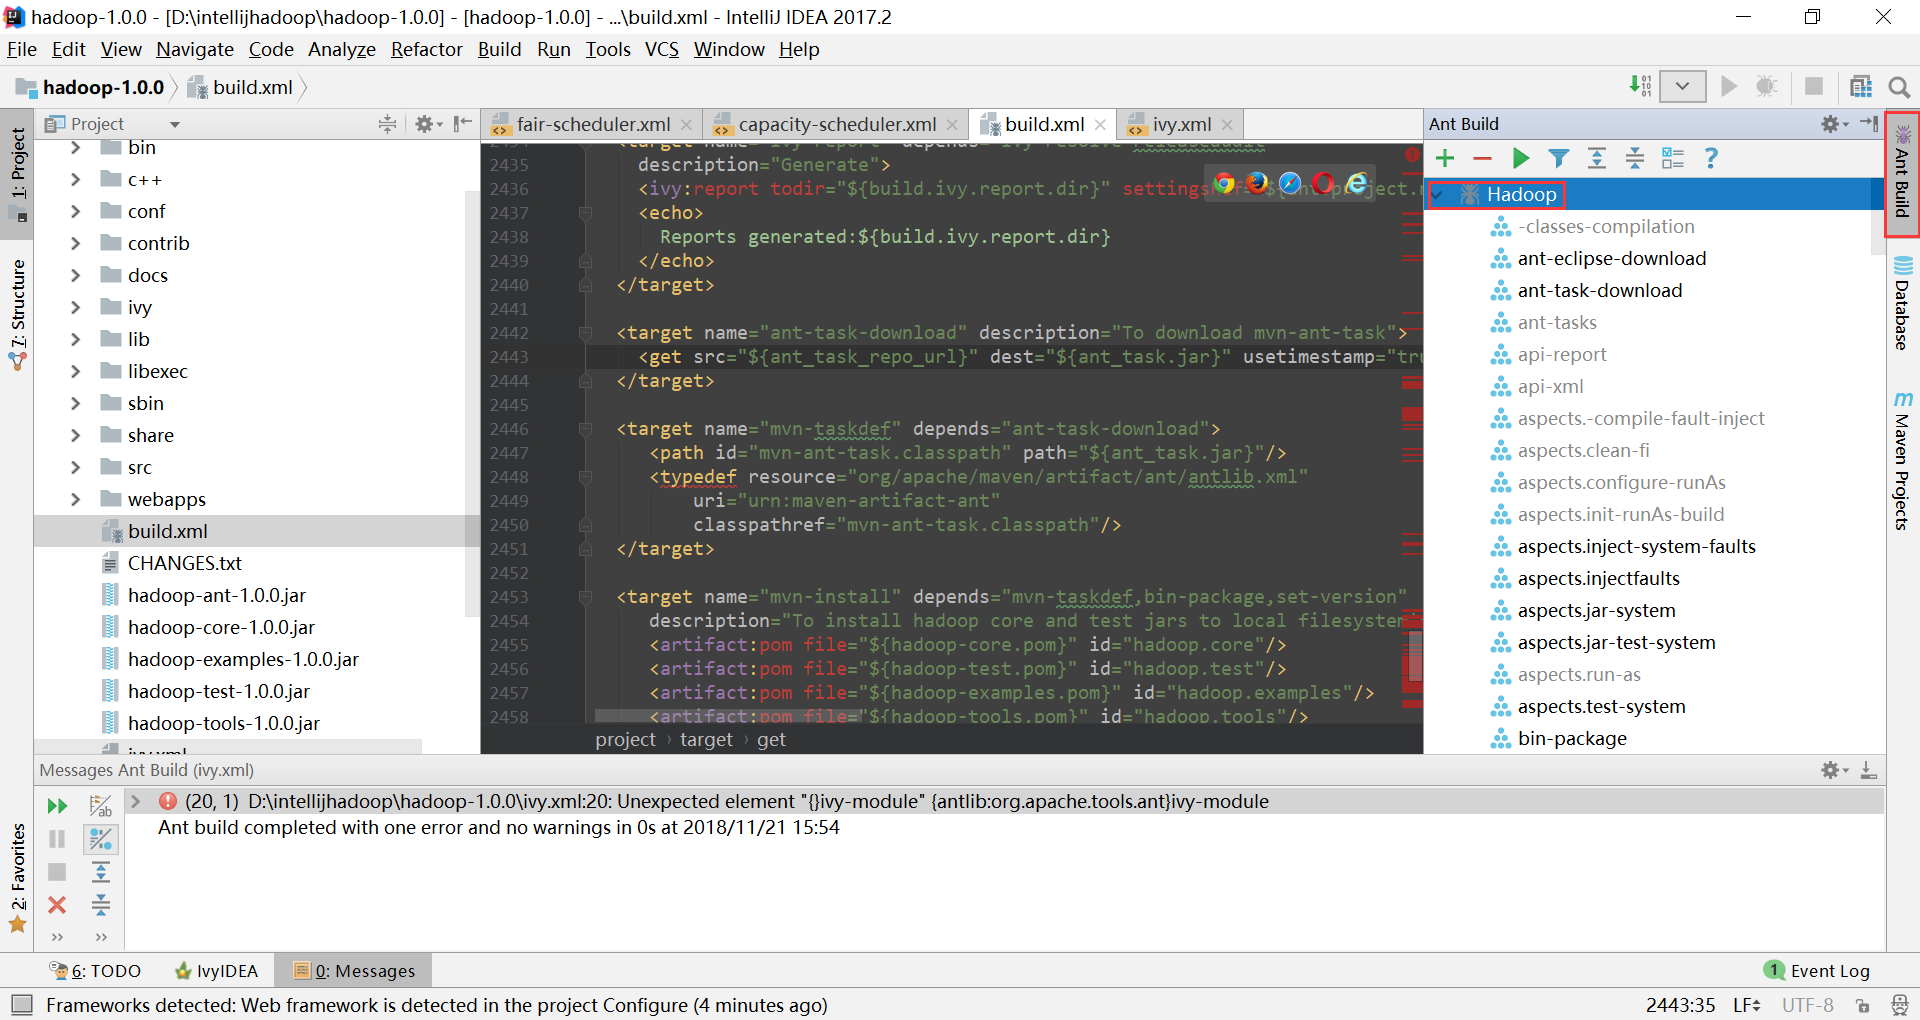 hadoop-1.0.0 - [D:\intellijhadoop\hadoop-1.0.0] - [hadoop-1.0.0] - ...\build.xml - IntelliJ IDEA 2017.2
File Edit View Navigate Code Analyze Refactor Build Run Tools VCS Window Help
hadoop-1.0.0 build.xml
1: Project
7: Structure
2: Favorites
Project
bin
c++
conf
contrib
docs
ivy
lib
libexec
sbin
share
src
webapps
build.xml
CHANGES.txt
hadoop-ant-1.0.0.jar
hadoop-core-1.0.0.jar
hadoop-examples-1.0.0.jar
hadoop-test-1.0.0.jar
hadoop-tools-1.0.0.jar
ivy.xml
fair-scheduler.xml capacity-scheduler.xml build.xml ivy.xml
2434 <target name="ivy-report" depends="ivy-resolve-releaseaudit"
2435 description="Generate">
2436 <ivy:report todir="${build.ivy.report.dir}"
2437 <echo>
2438 Reports generated:${build.ivy.report.dir}
2439 </echo>
2440 </target>
2441
2442 <target name="ant-task-download" description="To download mvn-ant-task">
2443 <get src="${ant_task_repo_url}" dest="${ant_task.jar}" usetimestamp="tru
2444 </target>
2445
2446 <target name="mvn-taskdef" depends="ant-task-download">
2447 <path id="mvn-ant-task.classpath" path="${ant_task.jar}"/>
2448 <typedef resource="org/apache/maven/artifact/ant/antlib.xml"
2449 uri="urn:maven-artifact-ant"
2450 classpathref="mvn-ant-task.classpath"/>
2451 </target>
2452
2453 <target name="mvn-install" depends="mvn-taskdef,bin-package,set-version"
2454 description="To install hadoop core and test jars to local filesystem
2455 <artifact:pom file="${hadoop-core.pom}" id="hadoop.core"/>
2456 <artifact:pom file="${hadoop-test.pom}" id="hadoop.test"/>
2457 <artifact:pom file="${hadoop-examples.pom}" id="hadoop.examples"/>
2458 <artifact:pom file="${hadoop-tools.pom}" id="hadoop.tools"/>
project › target › get
Ant Build
Hadoop
-classes-compilation
ant-eclipse-download
ant-task-download
ant-tasks
api-report
api-xml
aspects.-compile-fault-inject
aspects.clean-fi
aspects.configure-runAs
aspects.init-runAs-build
aspects.inject-system-faults
aspects.injectfaults
aspects.jar-system
aspects.jar-test-system
aspects.run-as
aspects.test-system
bin-package
Ant Build
Database
m Maven Projects
Messages Ant Build (ivy.xml)
(20, 1) D:\intellijhadoop\hadoop-1.0.0\ivy.xml:20: Unexpected element "{}ivy-module" {antlib:org.apache.tools.ant}ivy-module
Ant build completed with one error and no warnings in 0s at 2018/11/21 15:54
6: TODO IvyIDEA 0: Messages 1 Event Log
Frameworks detected: Web framework is detected in the project Configure (4 minutes ago) 2443:35 LF UTF-8